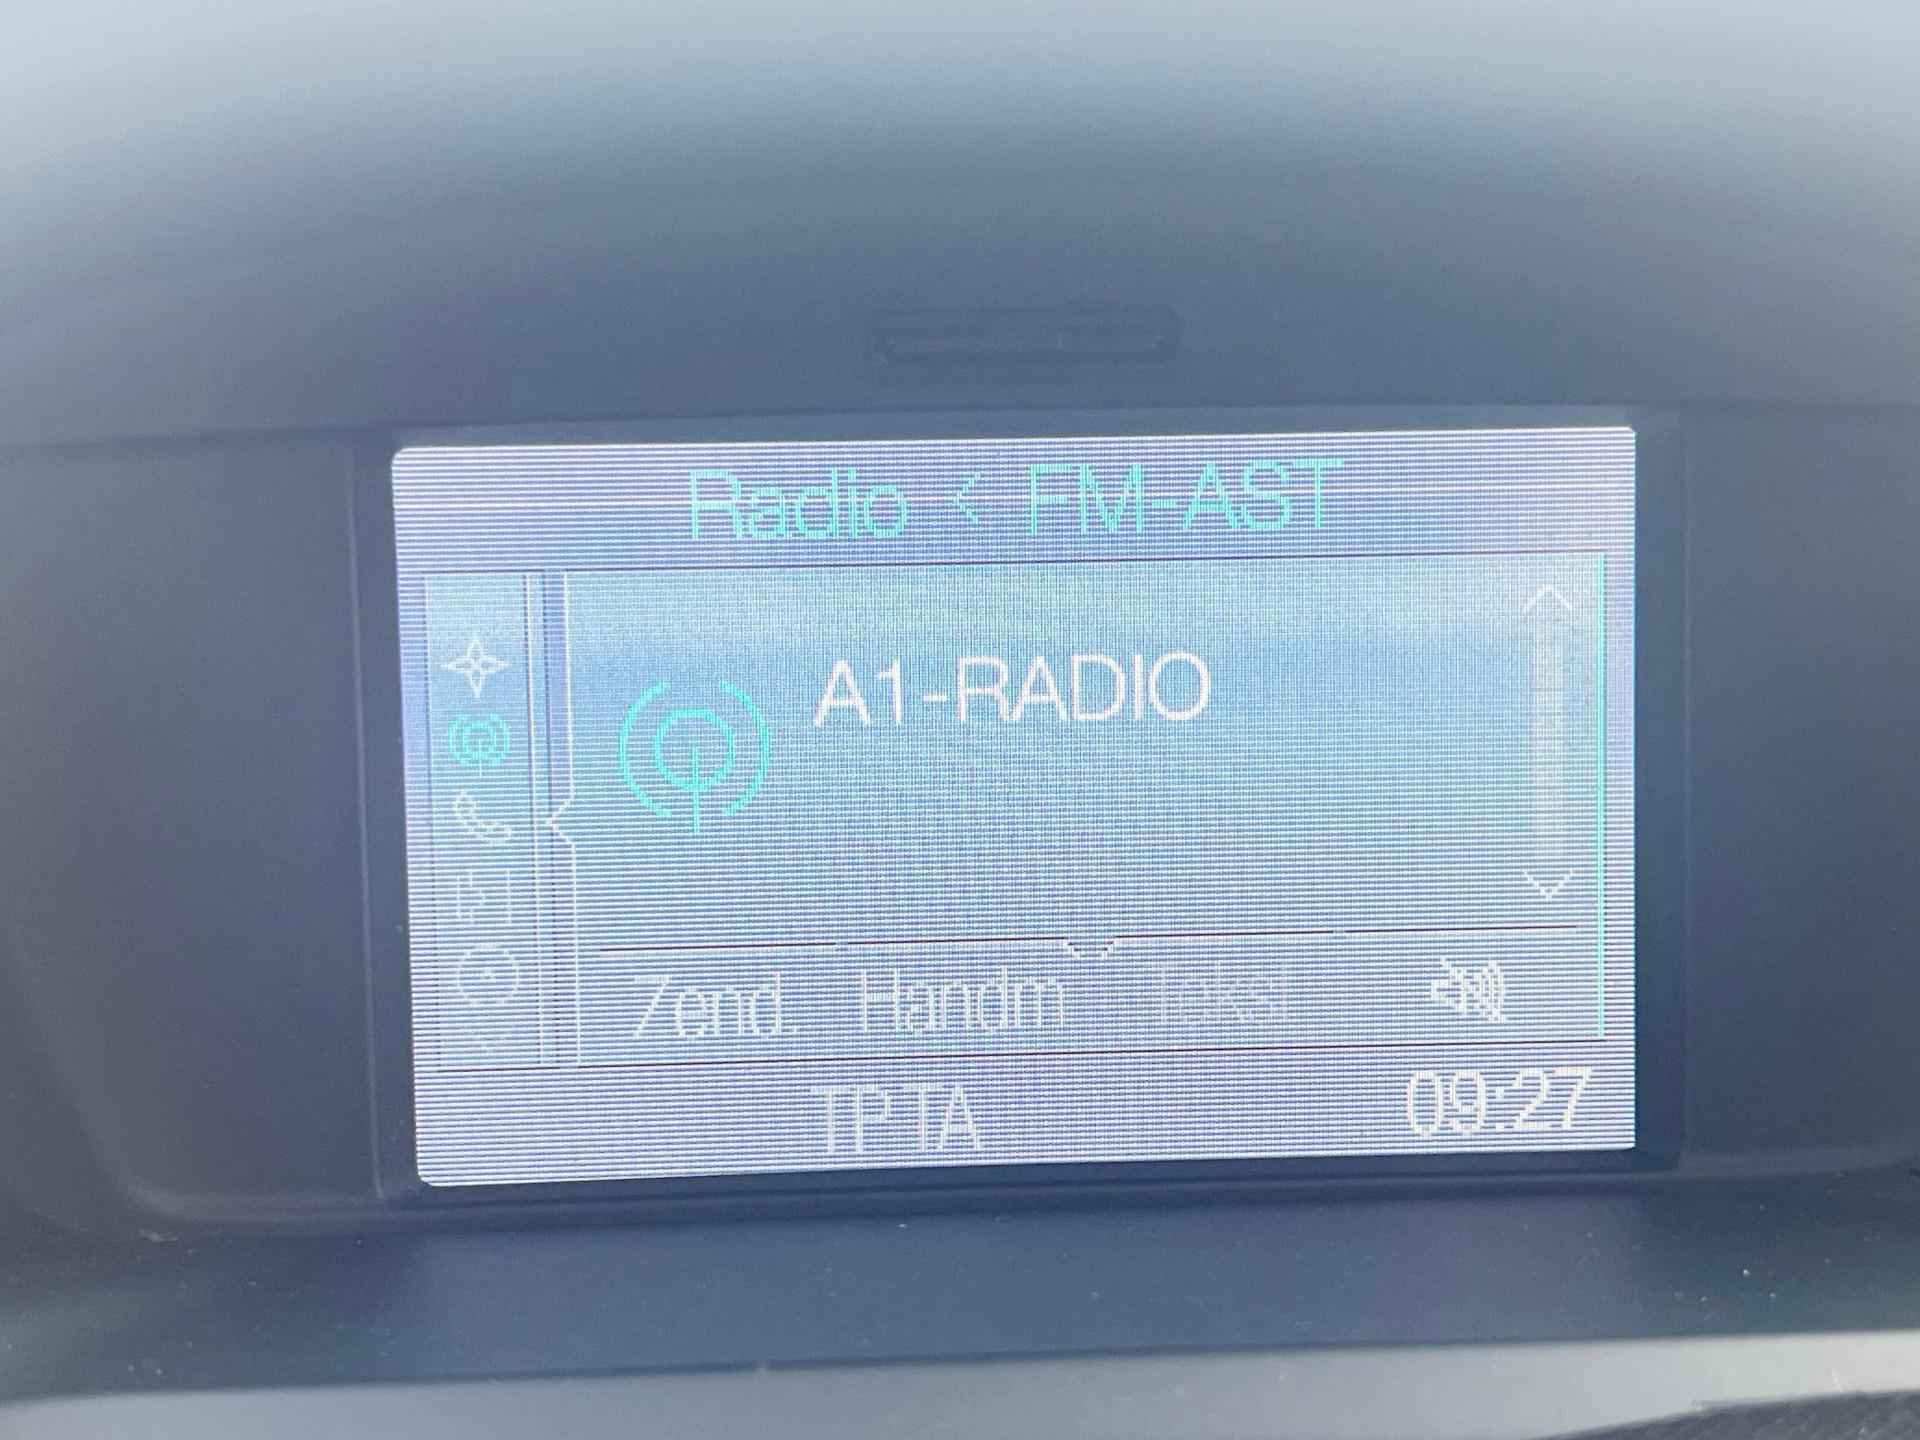 Radio < FM-AST
A1-RADIO
Zend. Handm Tekst
TP TA
09:27